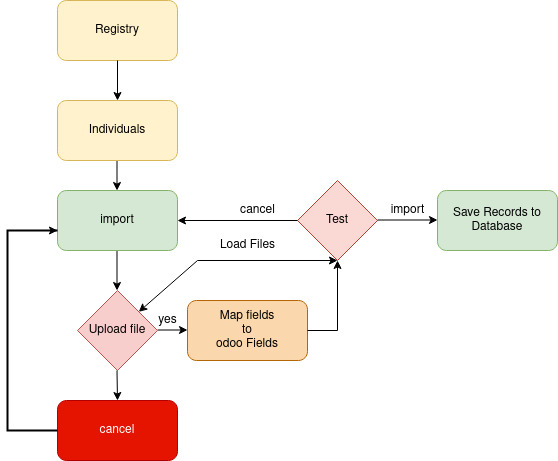 Registry
Individuals
import
cancel
Test
import
Save Records to
Database
Load Files
Upload file
yes
Map fields
to
odoo Fields
cancel